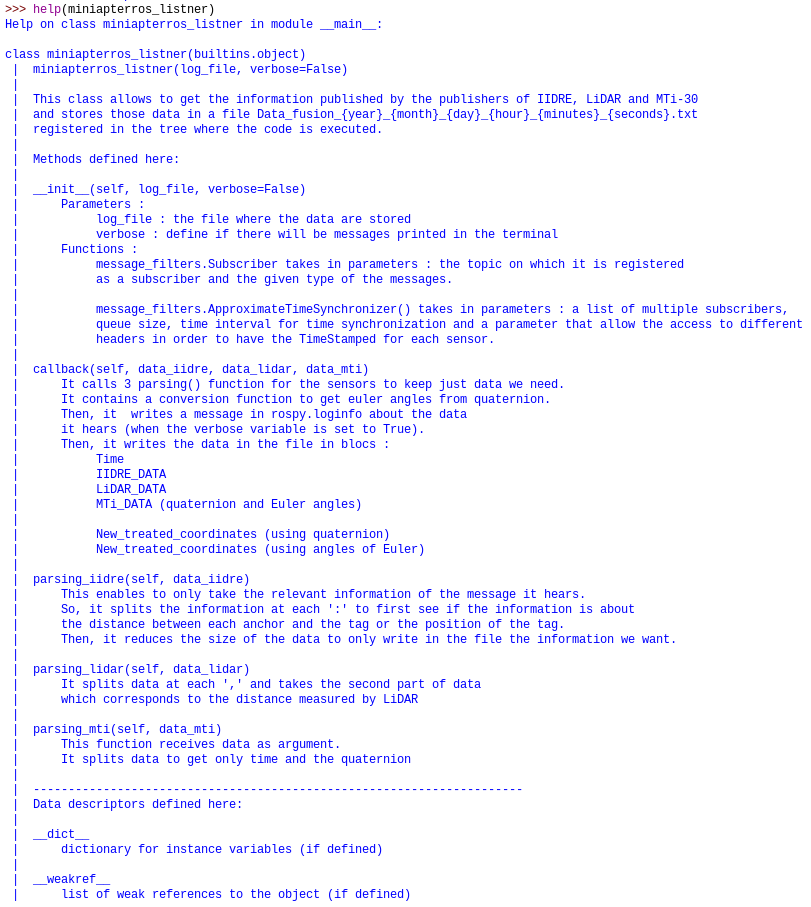 >>> help(miniapterros_listner)
Help on class miniapterros_listner in module __main__:

class miniapterros_listner(builtins.object)
 |  miniapterros_listner(log_file, verbose=False)
 |
 |  This class allows to get the information published by the publishers of IIDRE, LiDAR and MTi-30
 |  and stores those data in a file Data_fusion_{year}_{month}_{day}_{hour}_{minutes}_{seconds}.txt
 |  registered in the tree where the code is executed.
 |
 |  Methods defined here:
 |
 |  __init__(self, log_file, verbose=False)
 |      Parameters :
 |           log_file : the file where the data are stored
 |           verbose : define if there will be messages printed in the terminal
 |      Functions :
 |           message_filters.Subscriber takes in parameters : the topic on which it is registered
 |           as a subscriber and the given type of the messages.
 |
 |           message_filters.ApproximateTimeSynchronizer() takes in parameters : a list of multiple subscribers,
 |           queue size, time interval for time synchronization and a parameter that allow the access to different
 |           headers in order to have the TimeStamped for each sensor.
 |
 |  callback(self, data_iidre, data_lidar, data_mti)
 |      It calls 3 parsing() function for the sensors to keep just data we need.
 |      It contains a conversion function to get euler angles from quaternion.
 |      Then, it  writes a message in rospy.loginfo about the data
 |      it hears (when the verbose variable is set to True).
 |      Then, it writes the data in the file in blocs :
 |           Time
 |           IIDRE_DATA
 |           LiDAR_DATA
 |           MTi_DATA (quaternion and Euler angles)
 |
 |           New_treated_coordinates (using quaternion)
 |           New_treated_coordinates (using angles of Euler)
 |
 |  parsing_iidre(self, data_iidre)
 |      This enables to only take the relevant information of the message it hears.
 |      So, it splits the information at each ':' to first see if the information is about
 |      the distance between each anchor and the tag or the position of the tag.
 |      Then, it reduces the size of the data to only write in the file the information we want.
 |
 |  parsing_lidar(self, data_lidar)
 |      It splits data at each ',' and takes the second part of data
 |      which corresponds to the distance measured by LiDAR
 |
 |  parsing_mti(self, data_mti)
 |      This function receives data as argument.
 |      It splits data to get only time and the quaternion
 |
 |  ----------------------------------------------------------------------
 |  Data descriptors defined here:
 |
 |  __dict__
 |      dictionary for instance variables (if defined)
 |
 |  __weakref__
 |      list of weak references to the object (if defined)